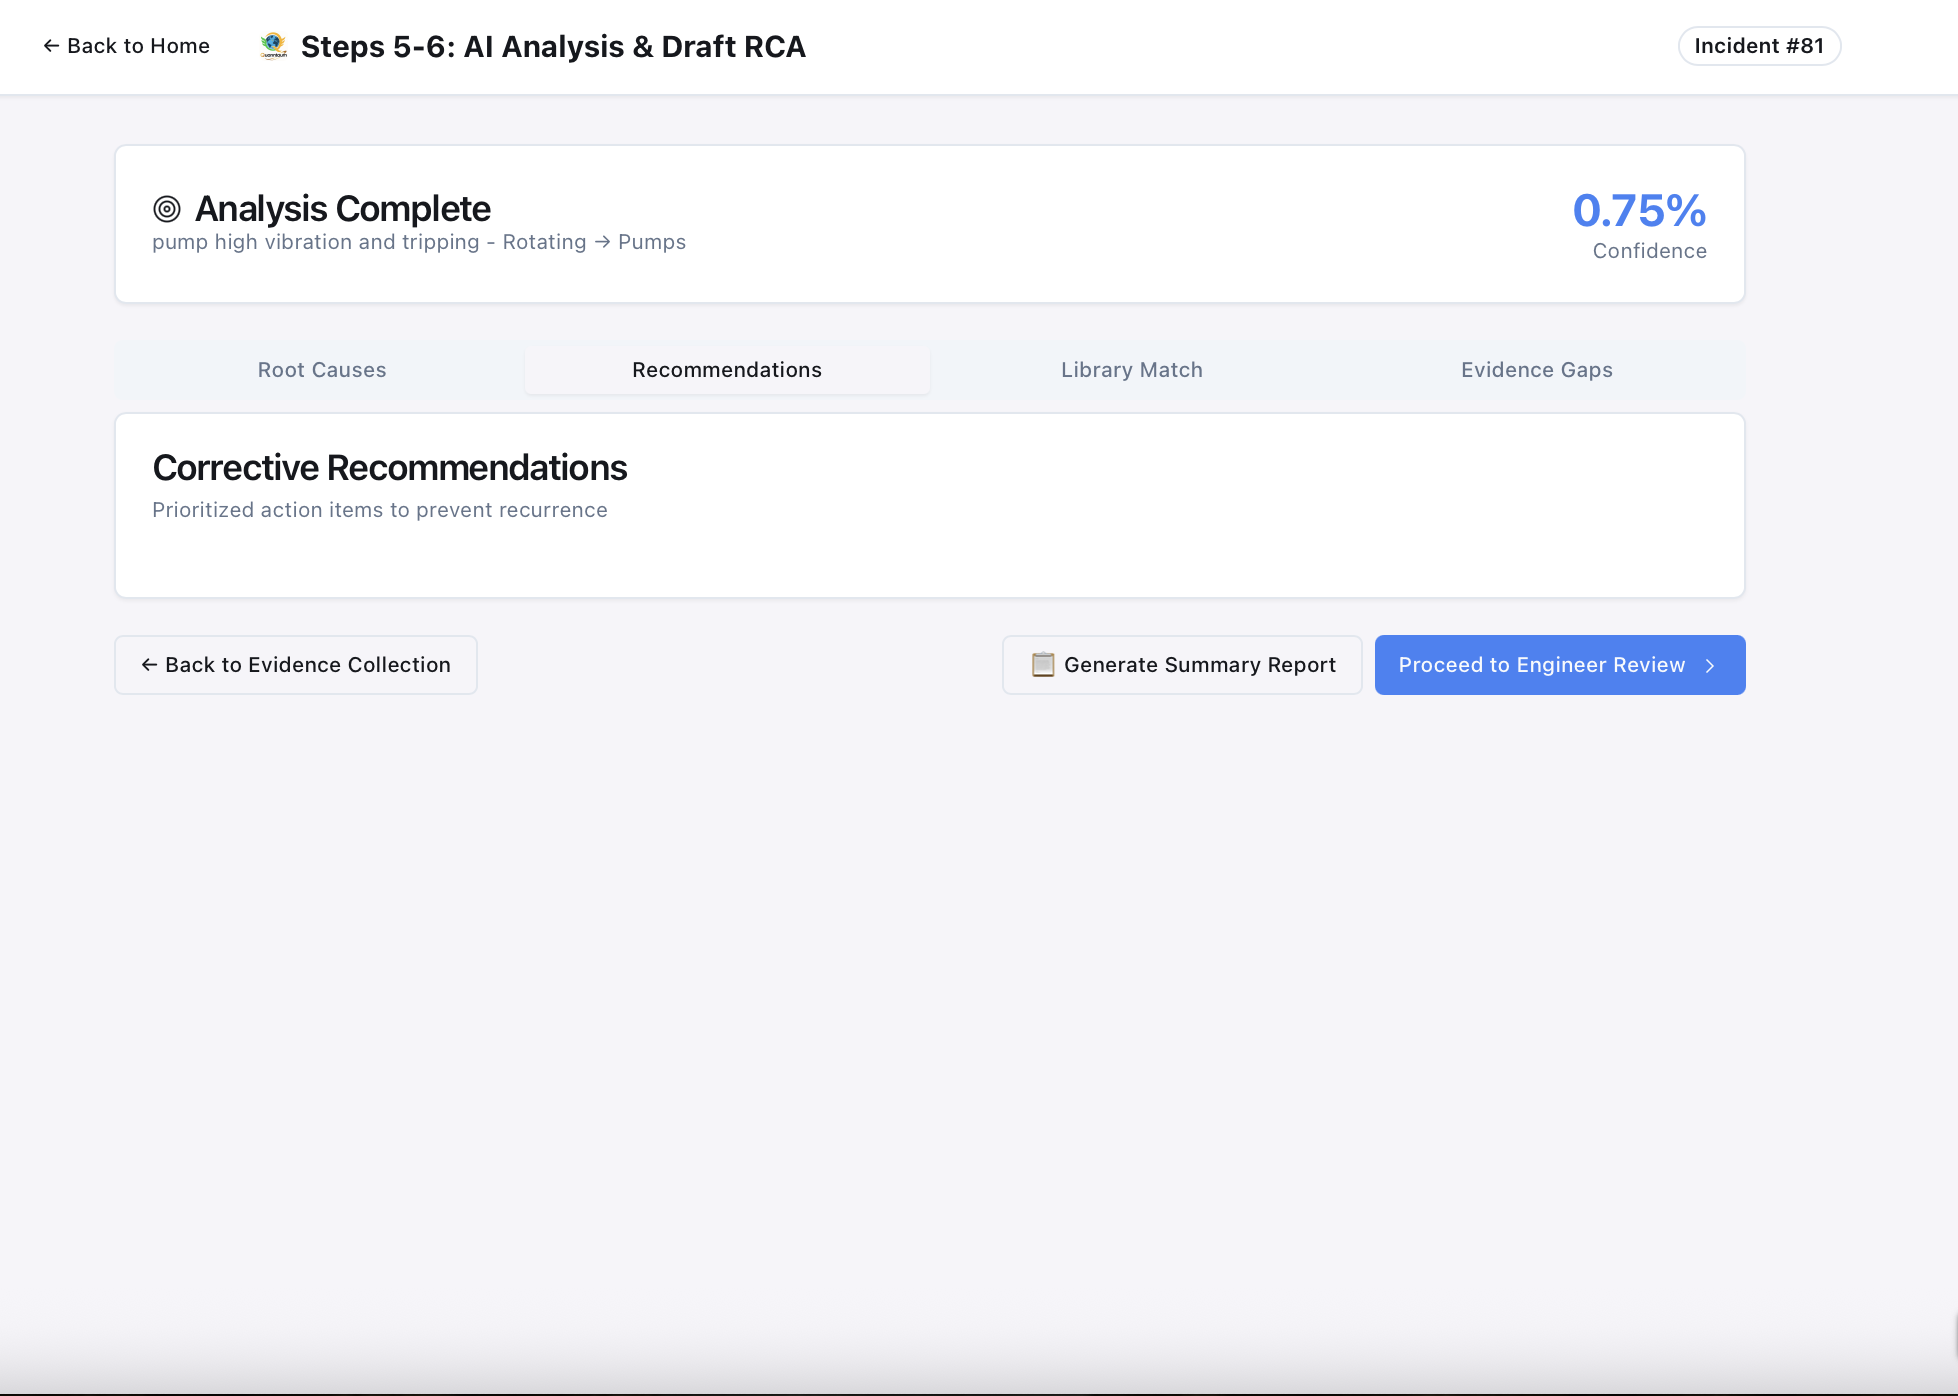 ← Back to Home
Steps 5-6: AI Analysis & Draft RCA
Incident #81
Analysis Complete
pump high vibration and tripping - Rotating → Pumps
0.75%
Confidence
Root Causes
Recommendations
Library Match
Evidence Gaps
Corrective Recommendations
Prioritized action items to prevent recurrence
← Back to Evidence Collection
Generate Summary Report
Proceed to Engineer Review